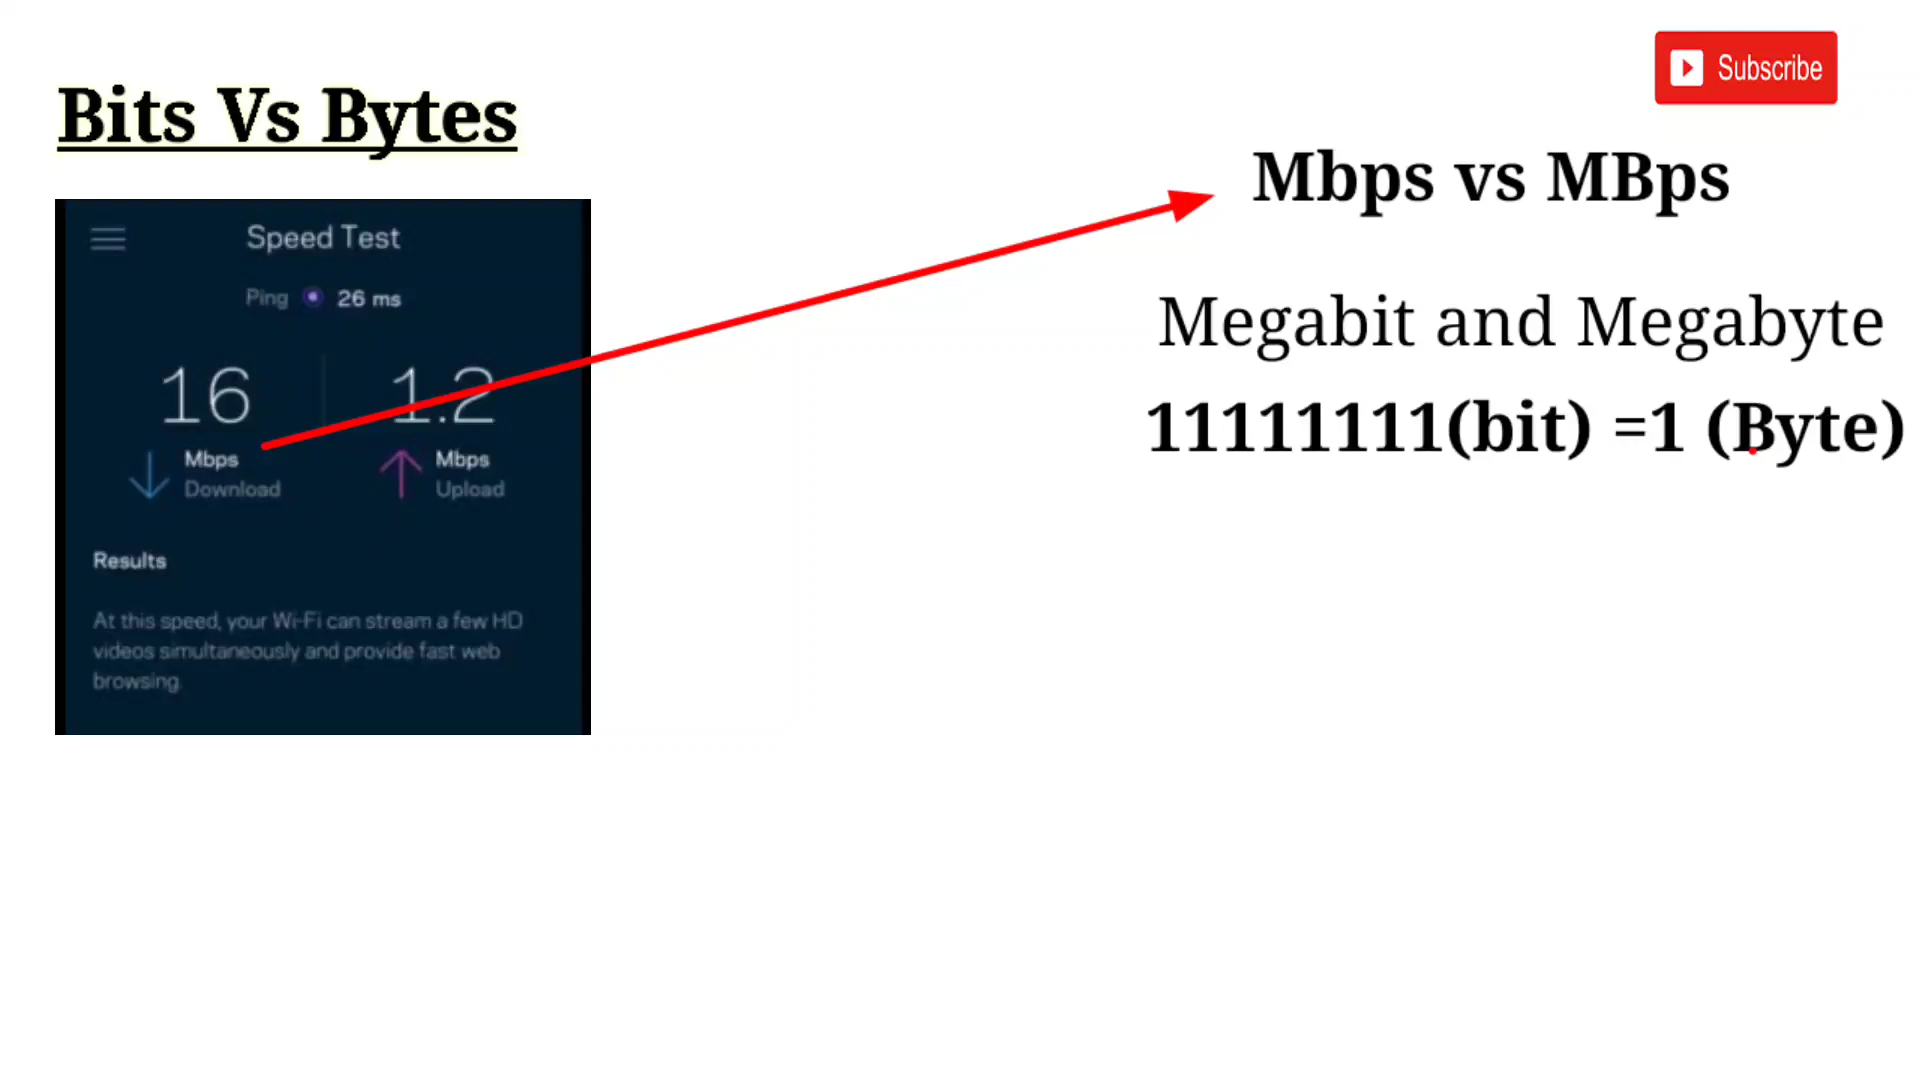 Subscribe
Bits Vs Bytes
Mbps vs MBps
Speed Test
Ping 26 ms
Megabit and Megabyte
16 1.2
11111111(bit) =1 (Byte)
Mbps Mbps
Download Upload
Results
At this speed, your Wi-Fi can stream a few HD
videos simultaneously and provide fast web
browsing.